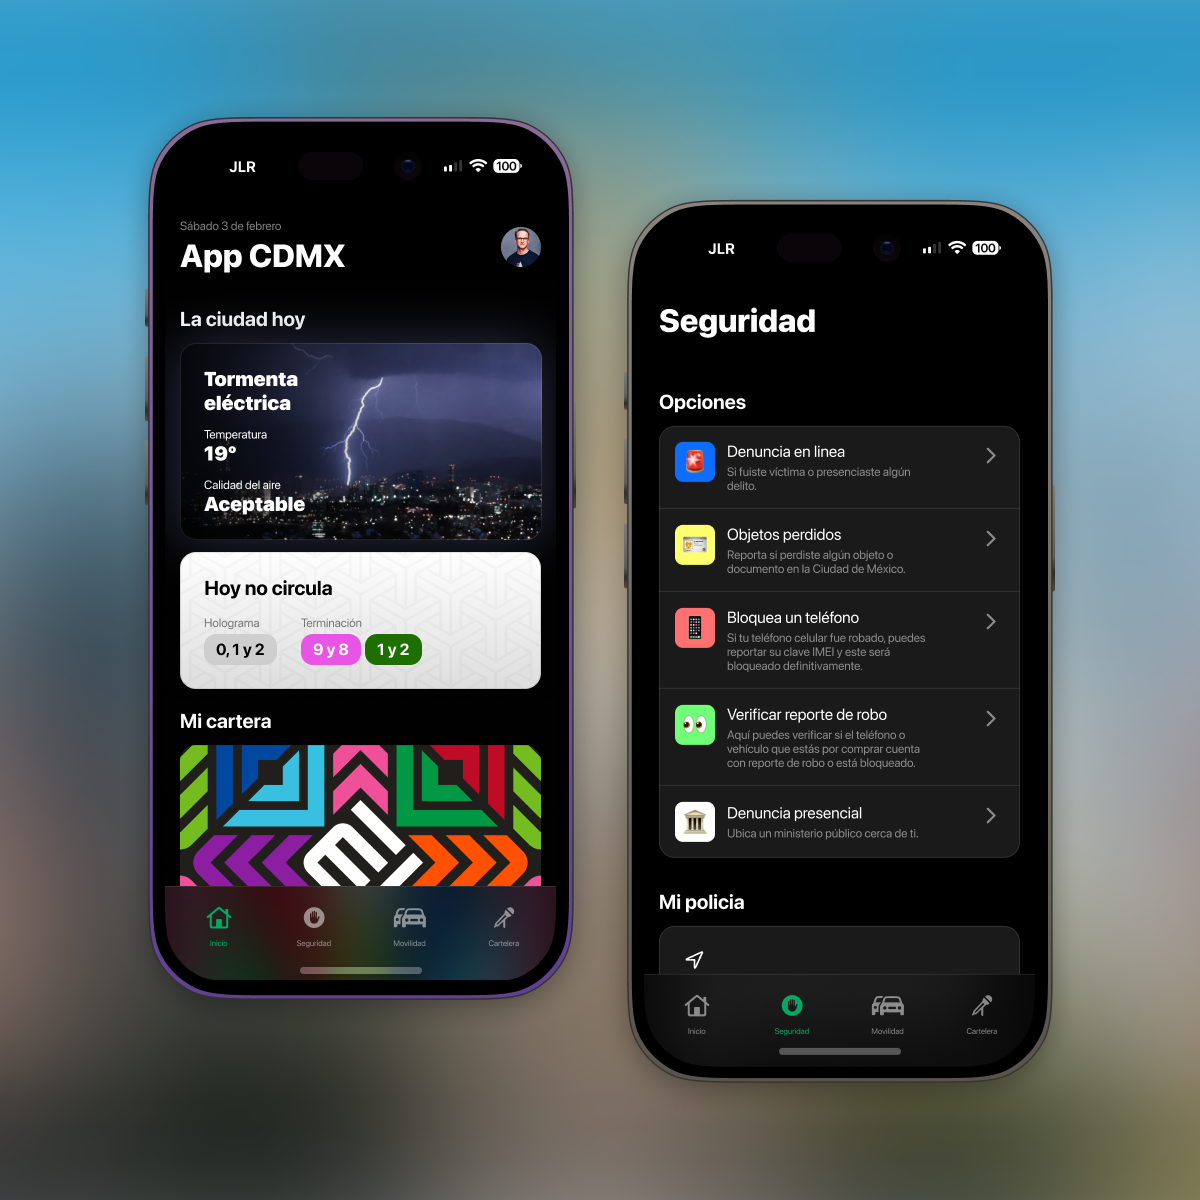 JLR
100
Sábado 3 de febrero
App CDMX
La ciudad hoy
Tormenta
eléctrica
Temperatura
19°
Calidad del aire
Aceptable
Hoy no circula
Holograma
Terminación
0, 1 y 2
9 y 8
1 y 2
Mi cartera
Inicio
Seguridad
Movilidad
Cartelera
JLR
100
Seguridad
Opciones
Denuncia en linea
Si fuiste víctima o presenciaste algún
delito.
Objetos perdidos
Reporta si perdiste algún objeto o
documento en la Ciudad de México.
Bloquea un teléfono
Si tu teléfono celular fue robado, puedes
reportar su clave IMEI y este será
bloqueado definitivamente.
Verificar reporte de robo
Aquí puedes verificar si el teléfono o
vehículo que estás por comprar cuenta
con reporte de robo o está bloqueado.
Denuncia presencial
Ubica un ministerio público cerca de ti.
Mi policia
Inicio
Seguridad
Movilidad
Cartelera